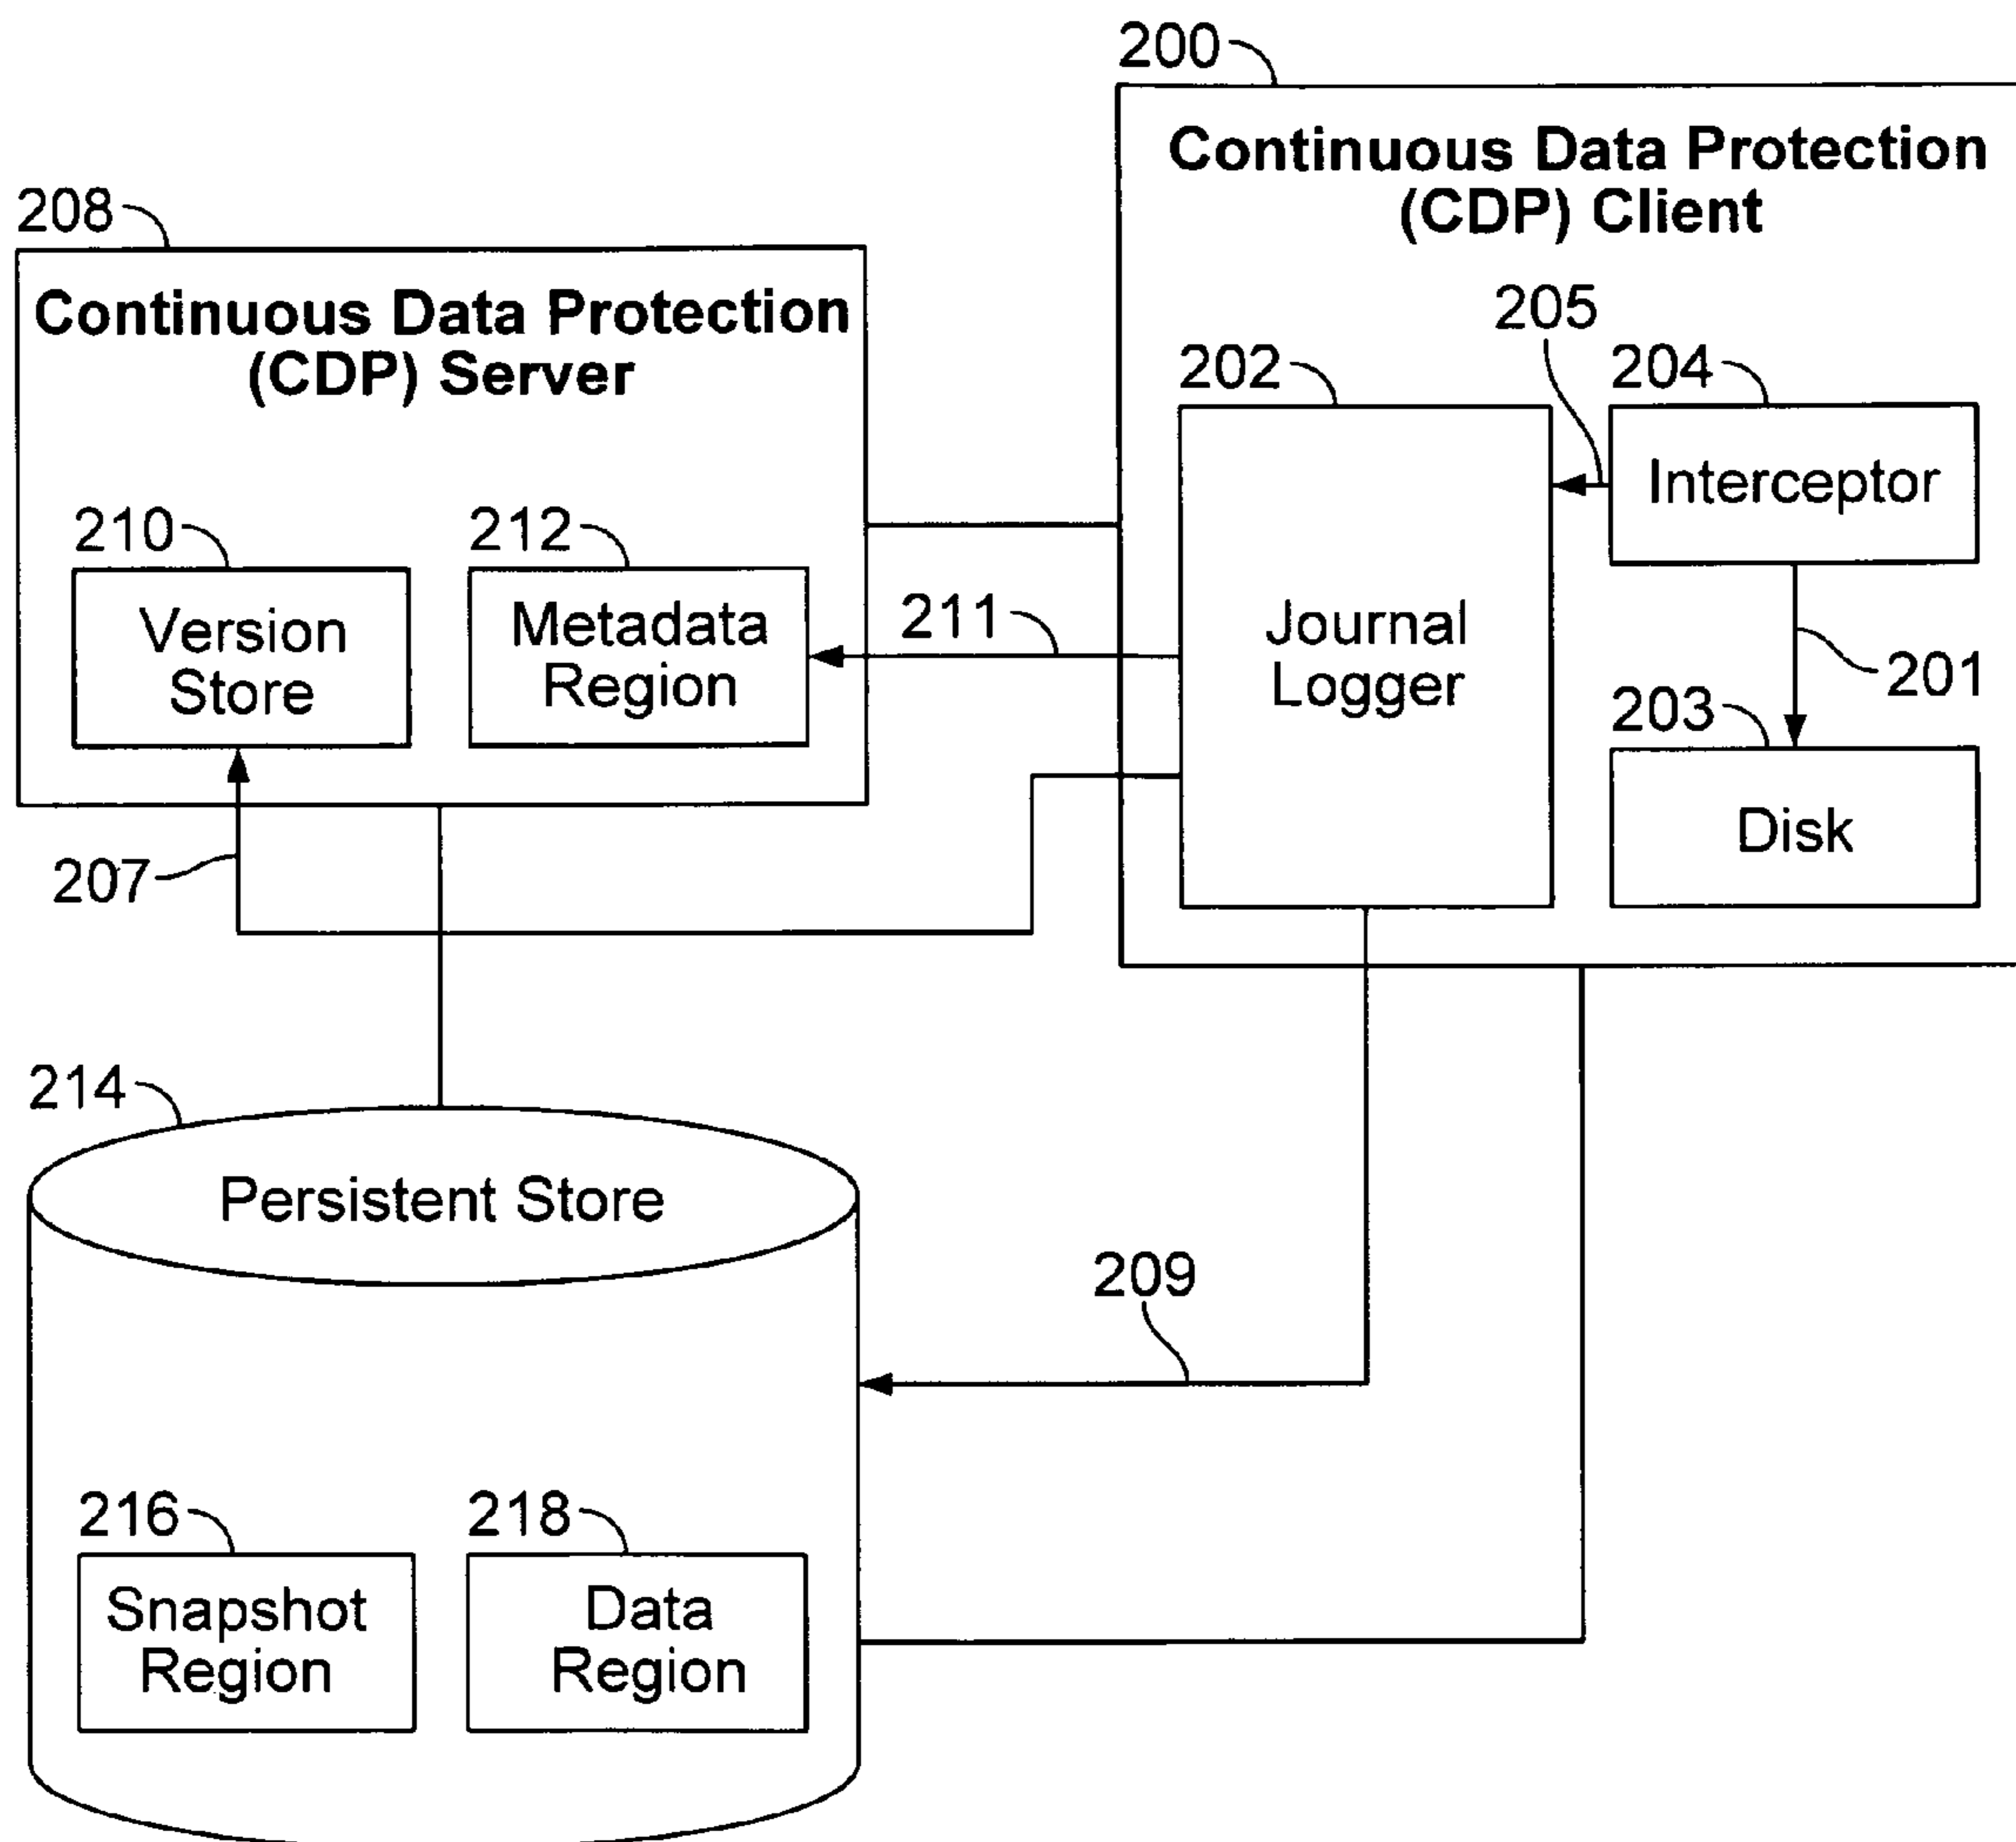 200
Continuous Data Protection
(CDP) Client
208
Continuous Data Protection
(CDP) Server
205
202
204
Interceptor
210
212
Version
Store
Metadata
Region
211
Journal
Logger
201
203
Disk
207
214
Persistent Store
209
216
218
Snapshot
Region
Data
Region